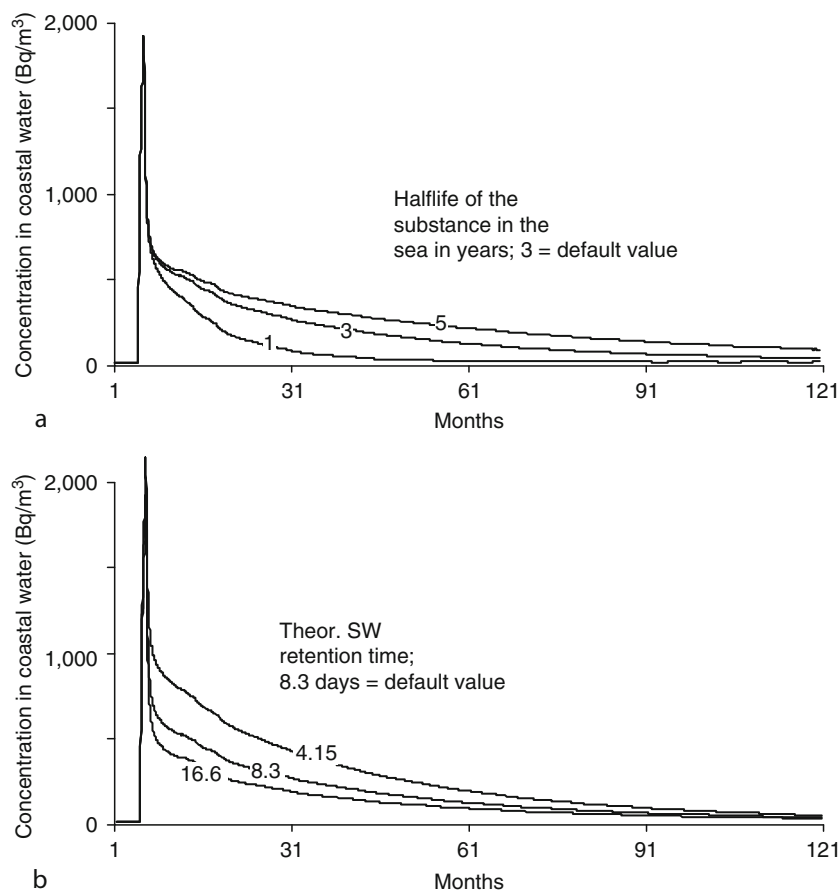 a
2,000
1,000
0
Concentration in coastal water (Bq/m³)
Halflife of the
substance in the
sea in years; 3 = default value
5
3
1
1
31
61
91
121
Months
b
2,000
1,000
0
Concentration in coastal water (Bq/m³)
Theor. SW
retention time;
8.3 days = default value
4.15
8.3
16.6
1
31
61
91
121
Months